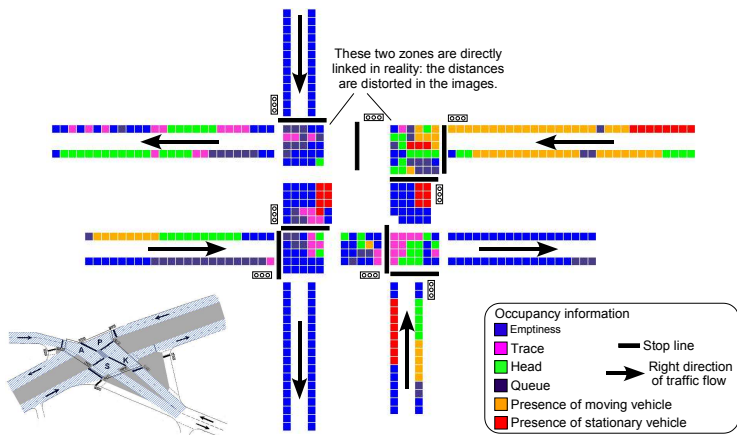 These two zones are directly
linked in reality: the distances
are distorted in the images.
A
P
S
K
Occupancy information
Emptiness
Trace
Head
Queue
Presence of moving vehicle
Presence of stationary vehicle
Stop line
Right direction
of traffic flow